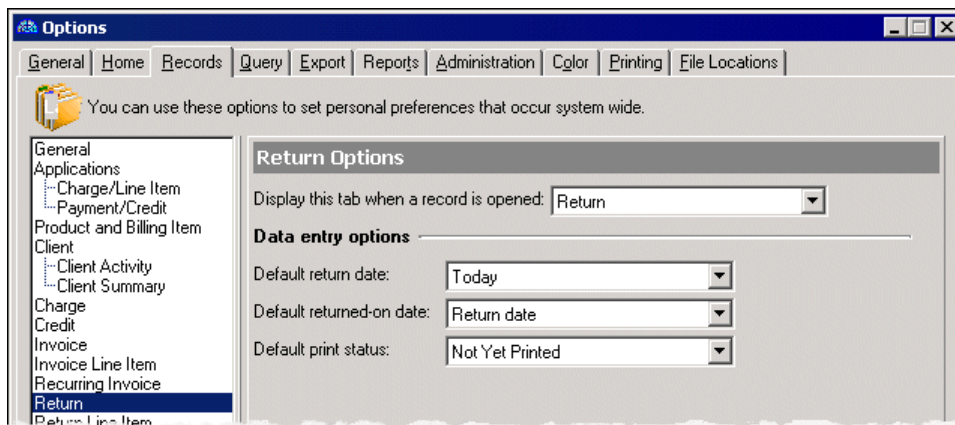 Options
General Home Records Query Export Reports Administration Color Printing File Locations
You can use these options to set personal preferences that occur system wide.
General
Applications
Charge/Line Item
Payment/Credit
Product and Billing Item
Client
Client Activity
Client Summary
Charge
Credit
Invoice
Invoice Line Item
Recurring Invoice
Return
Return Line Item
Return Options
Display this tab when a record is opened: Return
Data entry options
Default return date: Today
Default returned-on date: Return date
Default print status: Not Yet Printed